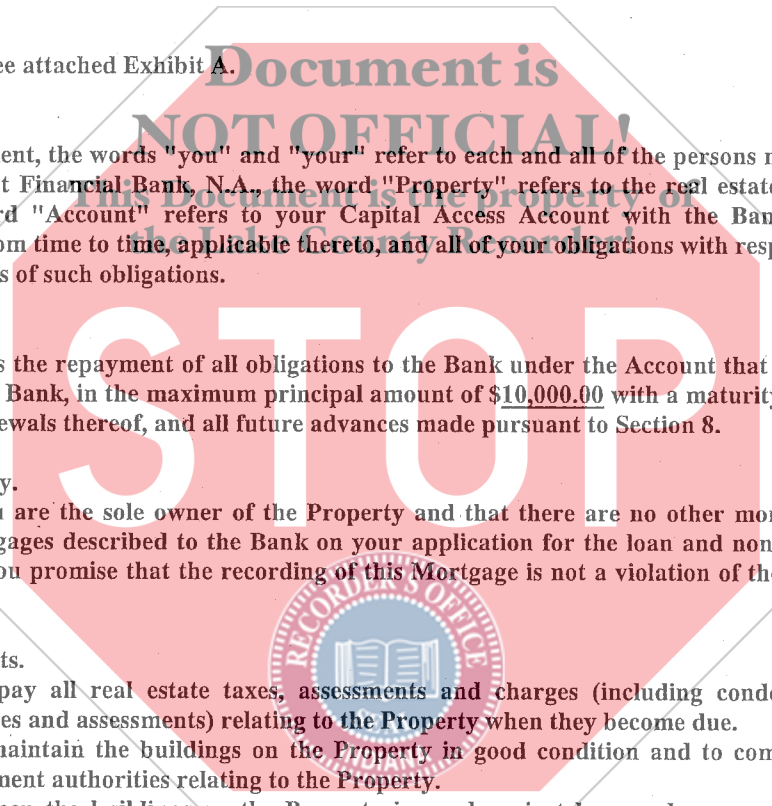 ee attached Exhibit A.
Document is
NOT OFFICIAL!
ent, the words "you" and "your" refer to each and all of the persons
t Financial Bank, N.A., the word "Property" refers to the real estate
This Document is the property of
rd "Account" refers to your Capital Access Account with the Ban
om time to time, applicable thereto, and all of your obligations with resp
the Lake County Recorder!
s of such obligations.
STOP
s the repayment of all obligations to the Bank under the Account that
Bank, in the maximum principal amount of $10,000.00 with a maturity
ewals thereof, and all future advances made pursuant to Section 8.
y.
u are the sole owner of the Property and that there are no other mor
gages described to the Bank on your application for the loan and non
ou promise that the recording of this Mortgage is not a violation of the
RECORDER'S OFFICE
ts.
pay all real estate taxes, assessments and charges (including cond
es and assessments) relating to the Property when they become due.
maintain the buildings on the Property in good condition and to com
INDIANA
ment authorities relating to the Property.